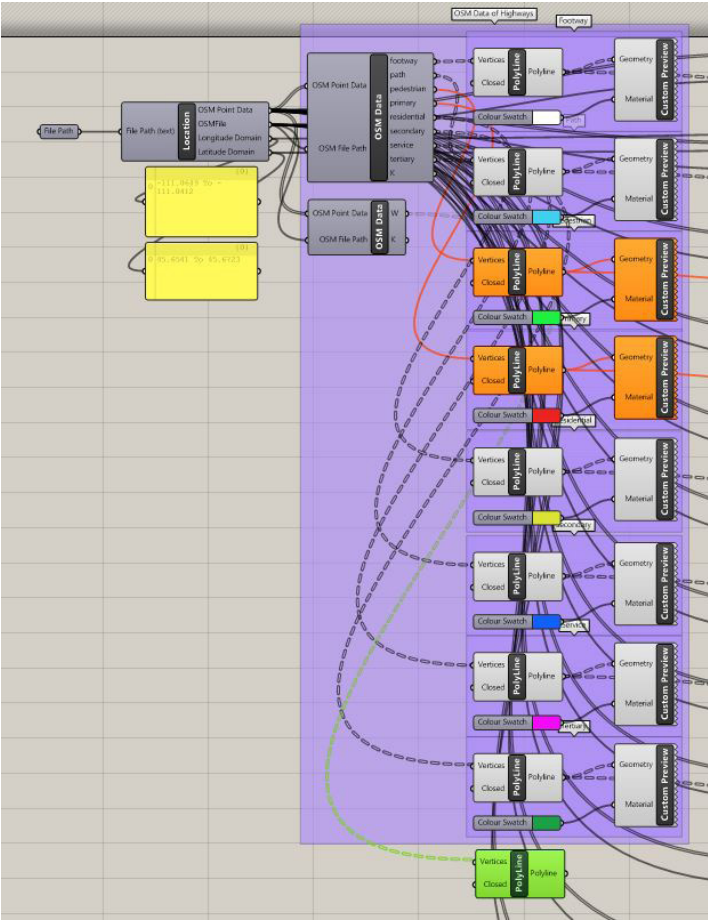 OSM Data of Highways
Footway
File Path
File Path (text)
Location
OSM Point Data
OSMFile
Longitude Domain
Latitude Domain
{0}
0
{0}
0
OSM Point Data
OSM File Path
OSM Data
footway
path
pedestrian
primary
residential
secondary
service
tertiary
K
OSM Point Data
OSM File Path
OSM Data
W
K
Vertices
Closed
PolyLine
Polyline
Geometry
Material
Custom Preview
Colour Swatch
Path
Vertices
Closed
PolyLine
Polyline
Geometry
Material
Custom Preview
Colour Swatch
Vertices
Closed
PolyLine
Polyline
Geometry
Material
Custom Preview
Colour Swatch
Vertices
Closed
PolyLine
Polyline
Geometry
Material
Custom Preview
Colour Swatch
Residential
Vertices
Closed
PolyLine
Polyline
Geometry
Material
Custom Preview
Colour Swatch
Secondary
Vertices
Closed
PolyLine
Polyline
Geometry
Material
Custom Preview
Colour Swatch
Service
Vertices
Closed
PolyLine
Polyline
Geometry
Material
Custom Preview
Colour Swatch
Tertiary
Vertices
Closed
PolyLine
Polyline
Geometry
Material
Custom Preview
Colour Swatch
Vertices
Closed
PolyLine
Polyline